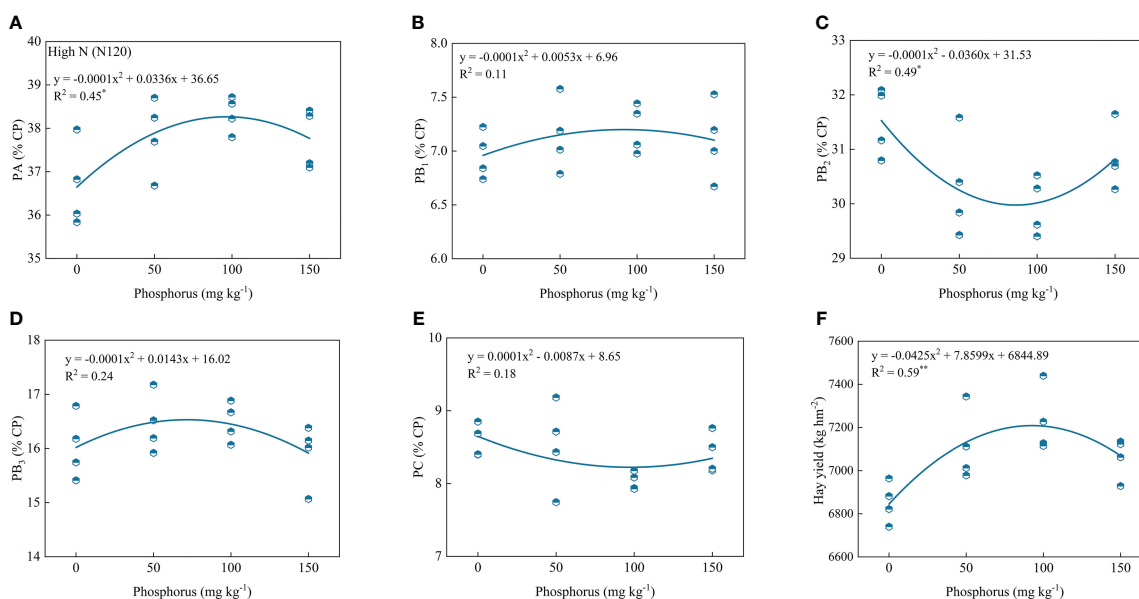 A
High N (N120)
y = -0.0001x² + 0.0336x + 36.65
R² = 0.45*
40
39
38
37
36
35
PA (% CP)
0 50 100 150
Phosphorus (mg kg⁻¹)
B
y = -0.0001x² + 0.0053x + 6.96
R² = 0.11
8.0
7.5
7.0
6.5
6.0
PB₁ (% CP)
0 50 100 150
Phosphorus (mg kg⁻¹)
C
y = -0.0001x² - 0.0360x + 31.53
R² = 0.49*
33
32
31
30
29
PB₂ (% CP)
0 50 100 150
Phosphorus (mg kg⁻¹)
D
y = -0.0001x² + 0.0143x + 16.02
R² = 0.24
18
17
16
15
14
PB₃ (% CP)
0 50 100 150
Phosphorus (mg kg⁻¹)
E
y = 0.0001x² - 0.0087x + 8.65
R² = 0.18
10
9
8
7
PC (% CP)
0 50 100 150
Phosphorus (mg kg⁻¹)
F
y = -0.0425x² + 7.8599x + 6844.89
R² = 0.59**
7600
7400
7200
7000
6800
6600
Hay yield (kg hm⁻²)
0 50 100 150
Phosphorus (mg kg⁻¹)